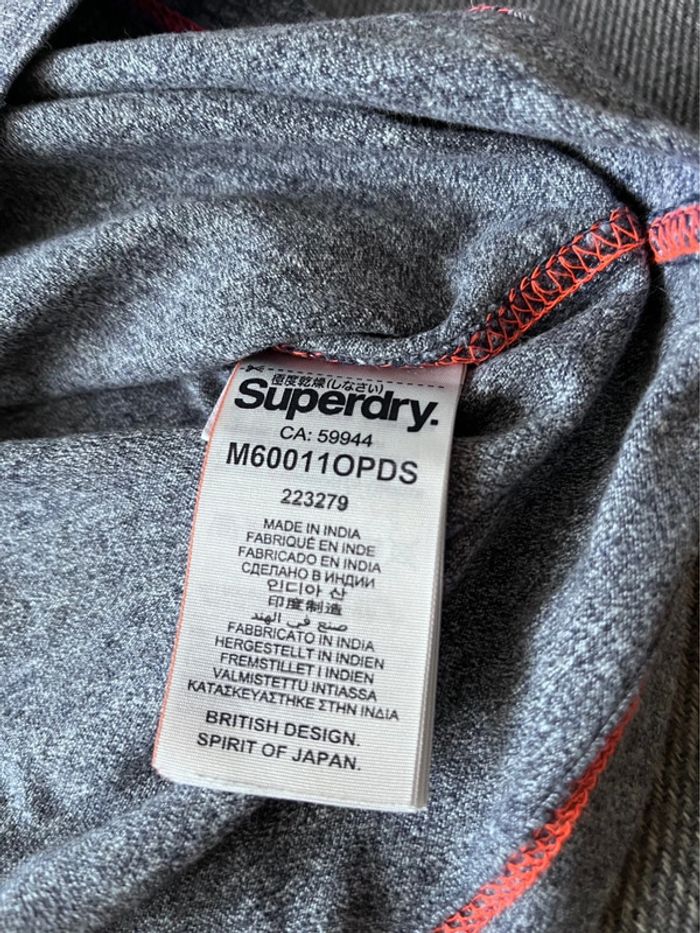 極度乾燥(しなさい)
Superdry.
CA: 59944
M60011OPDS
223279
MADE IN INDIA
FABRIQUÉ EN INDE
FABRICADO EN INDIA
СДЕЛАНО В ИНДИИ
인디아 산
印度制造
صنع في الهند
FABBRICATO IN INDIA
HERGESTELLT IN INDIEN
FREMSTILLET I INDIEN
VALMISTETTU INTIASSA
ΚΑΤΑΣΚΕΥΑΣΤΗΚΕ ΣΤΗΝ ΙΝΔΙΑ
BRITISH DESIGN.
SPIRIT OF JAPAN.